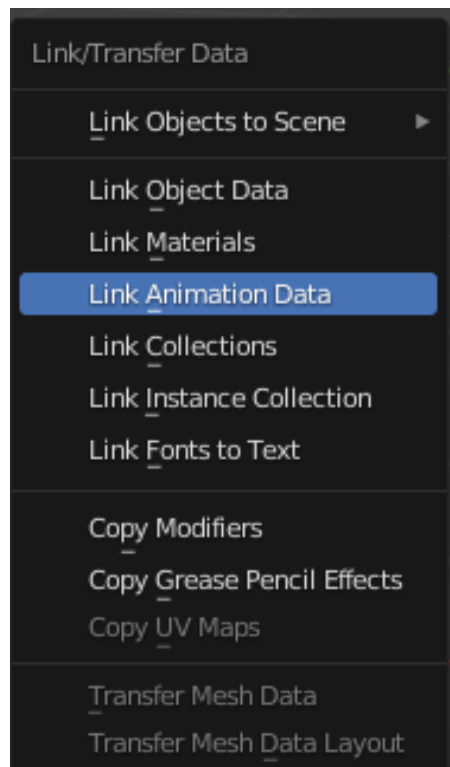 Link/Transfer Data
Link Objects to Scene
Link Object Data
Link Materials
Link Animation Data
Link Collections
Link Instance Collection
Link Fonts to Text
Copy Modifiers
Copy Grease Pencil Effects
Copy UV Maps
Transfer Mesh Data
Transfer Mesh Data Layout